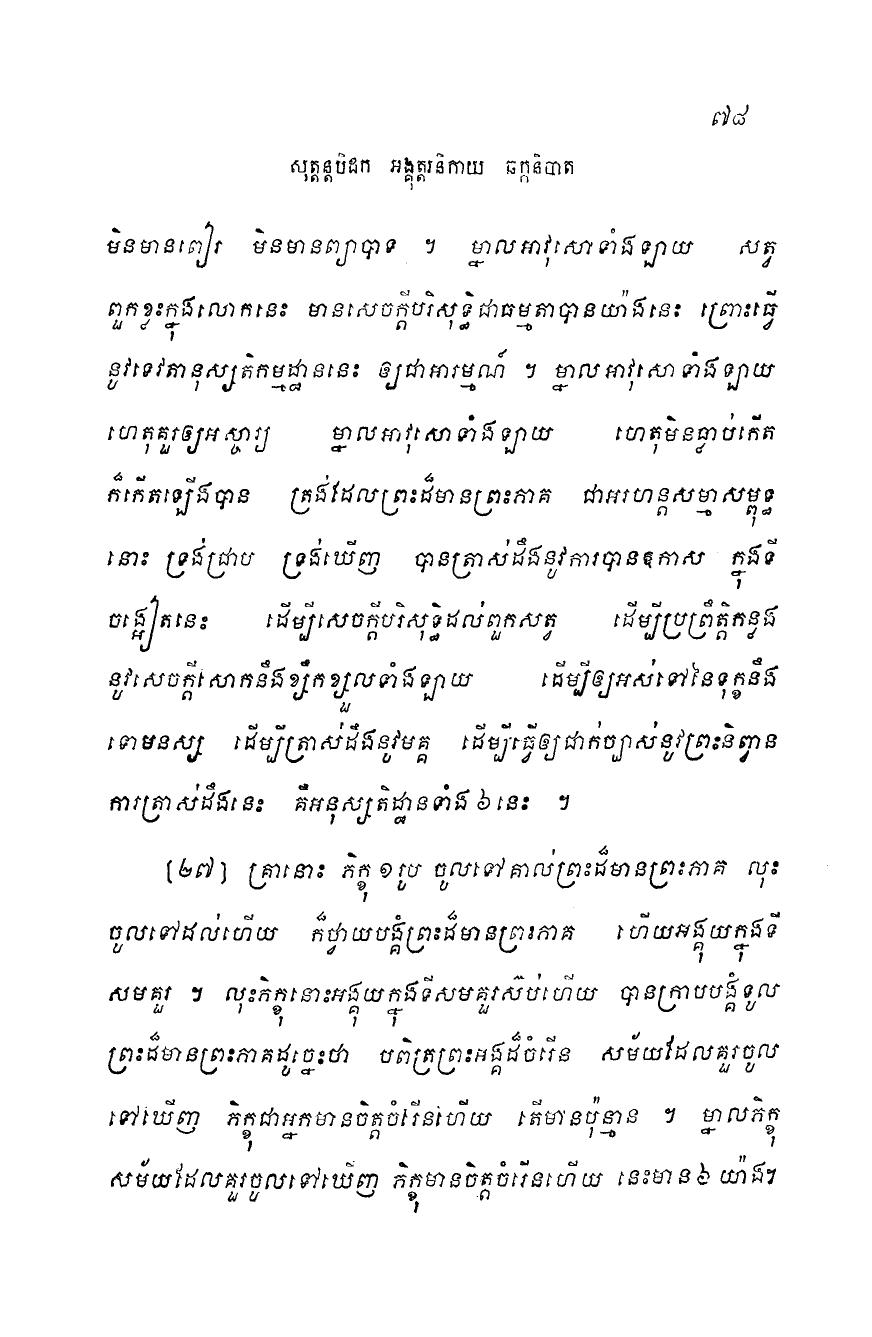 ៧៨
សុត្តន្តបិដក អង្គុត្តរនិកាយ ឆក្កនិបាត
មិនមានពៀរ មិនមានព្យាបាទ ។ ម្នាលអាវុសោទាំងឡាយ សត្វ
ពួកខ្លះក្នុងលោកនេះ មានសេចក្តីបរិសុទ្ធិជាធម្មតាបានយ៉ាងនេះ ព្រោះធ្វើ
នូវទេវតានុស្សតិកម្មដ្ឋាននេះ ឲ្យជាអារម្មណ៍ ។ ម្នាលអាវុសោទាំងឡាយ
ហេតុគួរឲ្យអស្ចារ្យ ម្នាលអាវុសោទាំងឡាយ ហេតុមិនធ្លាប់កើត
ក៏កើតឡើងបាន ត្រង់ដែលព្រះដ៏មានព្រះភាគ ជាអរហន្តសម្មាសម្ពុទ្ធ
នោះ ទ្រង់ជ្រាប ទ្រង់ឃើញ បានត្រាស់ដឹងនូវការបានឱកាស ក្នុងទី
ចង្អៀតនេះ ដើម្បីសេចក្តីបរិសុទ្ធិដល់ពួកសត្វ ដើម្បីប្រព្រឹត្តិកន្លង
នូវសេចក្តីសោកនឹងខ្សឹកខ្សួលទាំងឡាយ ដើម្បីឲ្យអស់ទៅនៃទុក្ខនឹង
ទោមនស្ស ដើម្បីត្រាស់ដឹងនូវមគ្គ ដើម្បីធ្វើឲ្យជាក់ច្បាស់នូវព្រះនិព្វាន
ការត្រាស់ដឹងនេះ គឺអនុស្សតិដ្ឋានទាំង ៦ នេះ ។
[២៧] គ្រានោះ ភិក្ខុ ១ រូប ចូលទៅគាល់ព្រះដ៏មានព្រះភាគ លុះ
ចូលទៅដល់ហើយ ក៏ថ្វាយបង្គំព្រះដ៏មានព្រះភាគ ហើយអង្គុយក្នុងទី
សមគួរ ។ លុះភិក្ខុនោះអង្គុយក្នុងទីសមគួរស៊ប់ហើយ បានក្រាបបង្គំទូល
ព្រះដ៏មានព្រះភាគដូច្នេះថា បពិត្រព្រះអង្គដ៏ចំរើន សម័យដែលគួរចូល
ទៅឃើញ ភិក្ខុជាអ្នកមានចិត្តចំរើនហើយ តើមានប៉ុន្មាន ។ ម្នាលភិក្ខុ
សម័យដែលគួរចូលទៅឃើញ ភិក្ខុមានចិត្តចំរើនហើយ នេះមាន ៦ យ៉ាង។